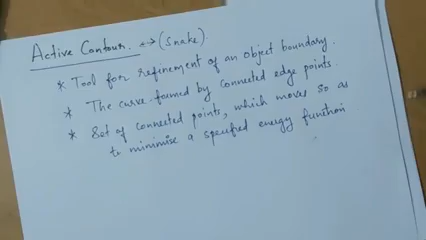 Active Contour. ↔ (Snake).
* Tool for refinement of an object boundary.
* The curve formed by connected edge points.
* Set of connected points, which moves so as
to minimise a specified energy function